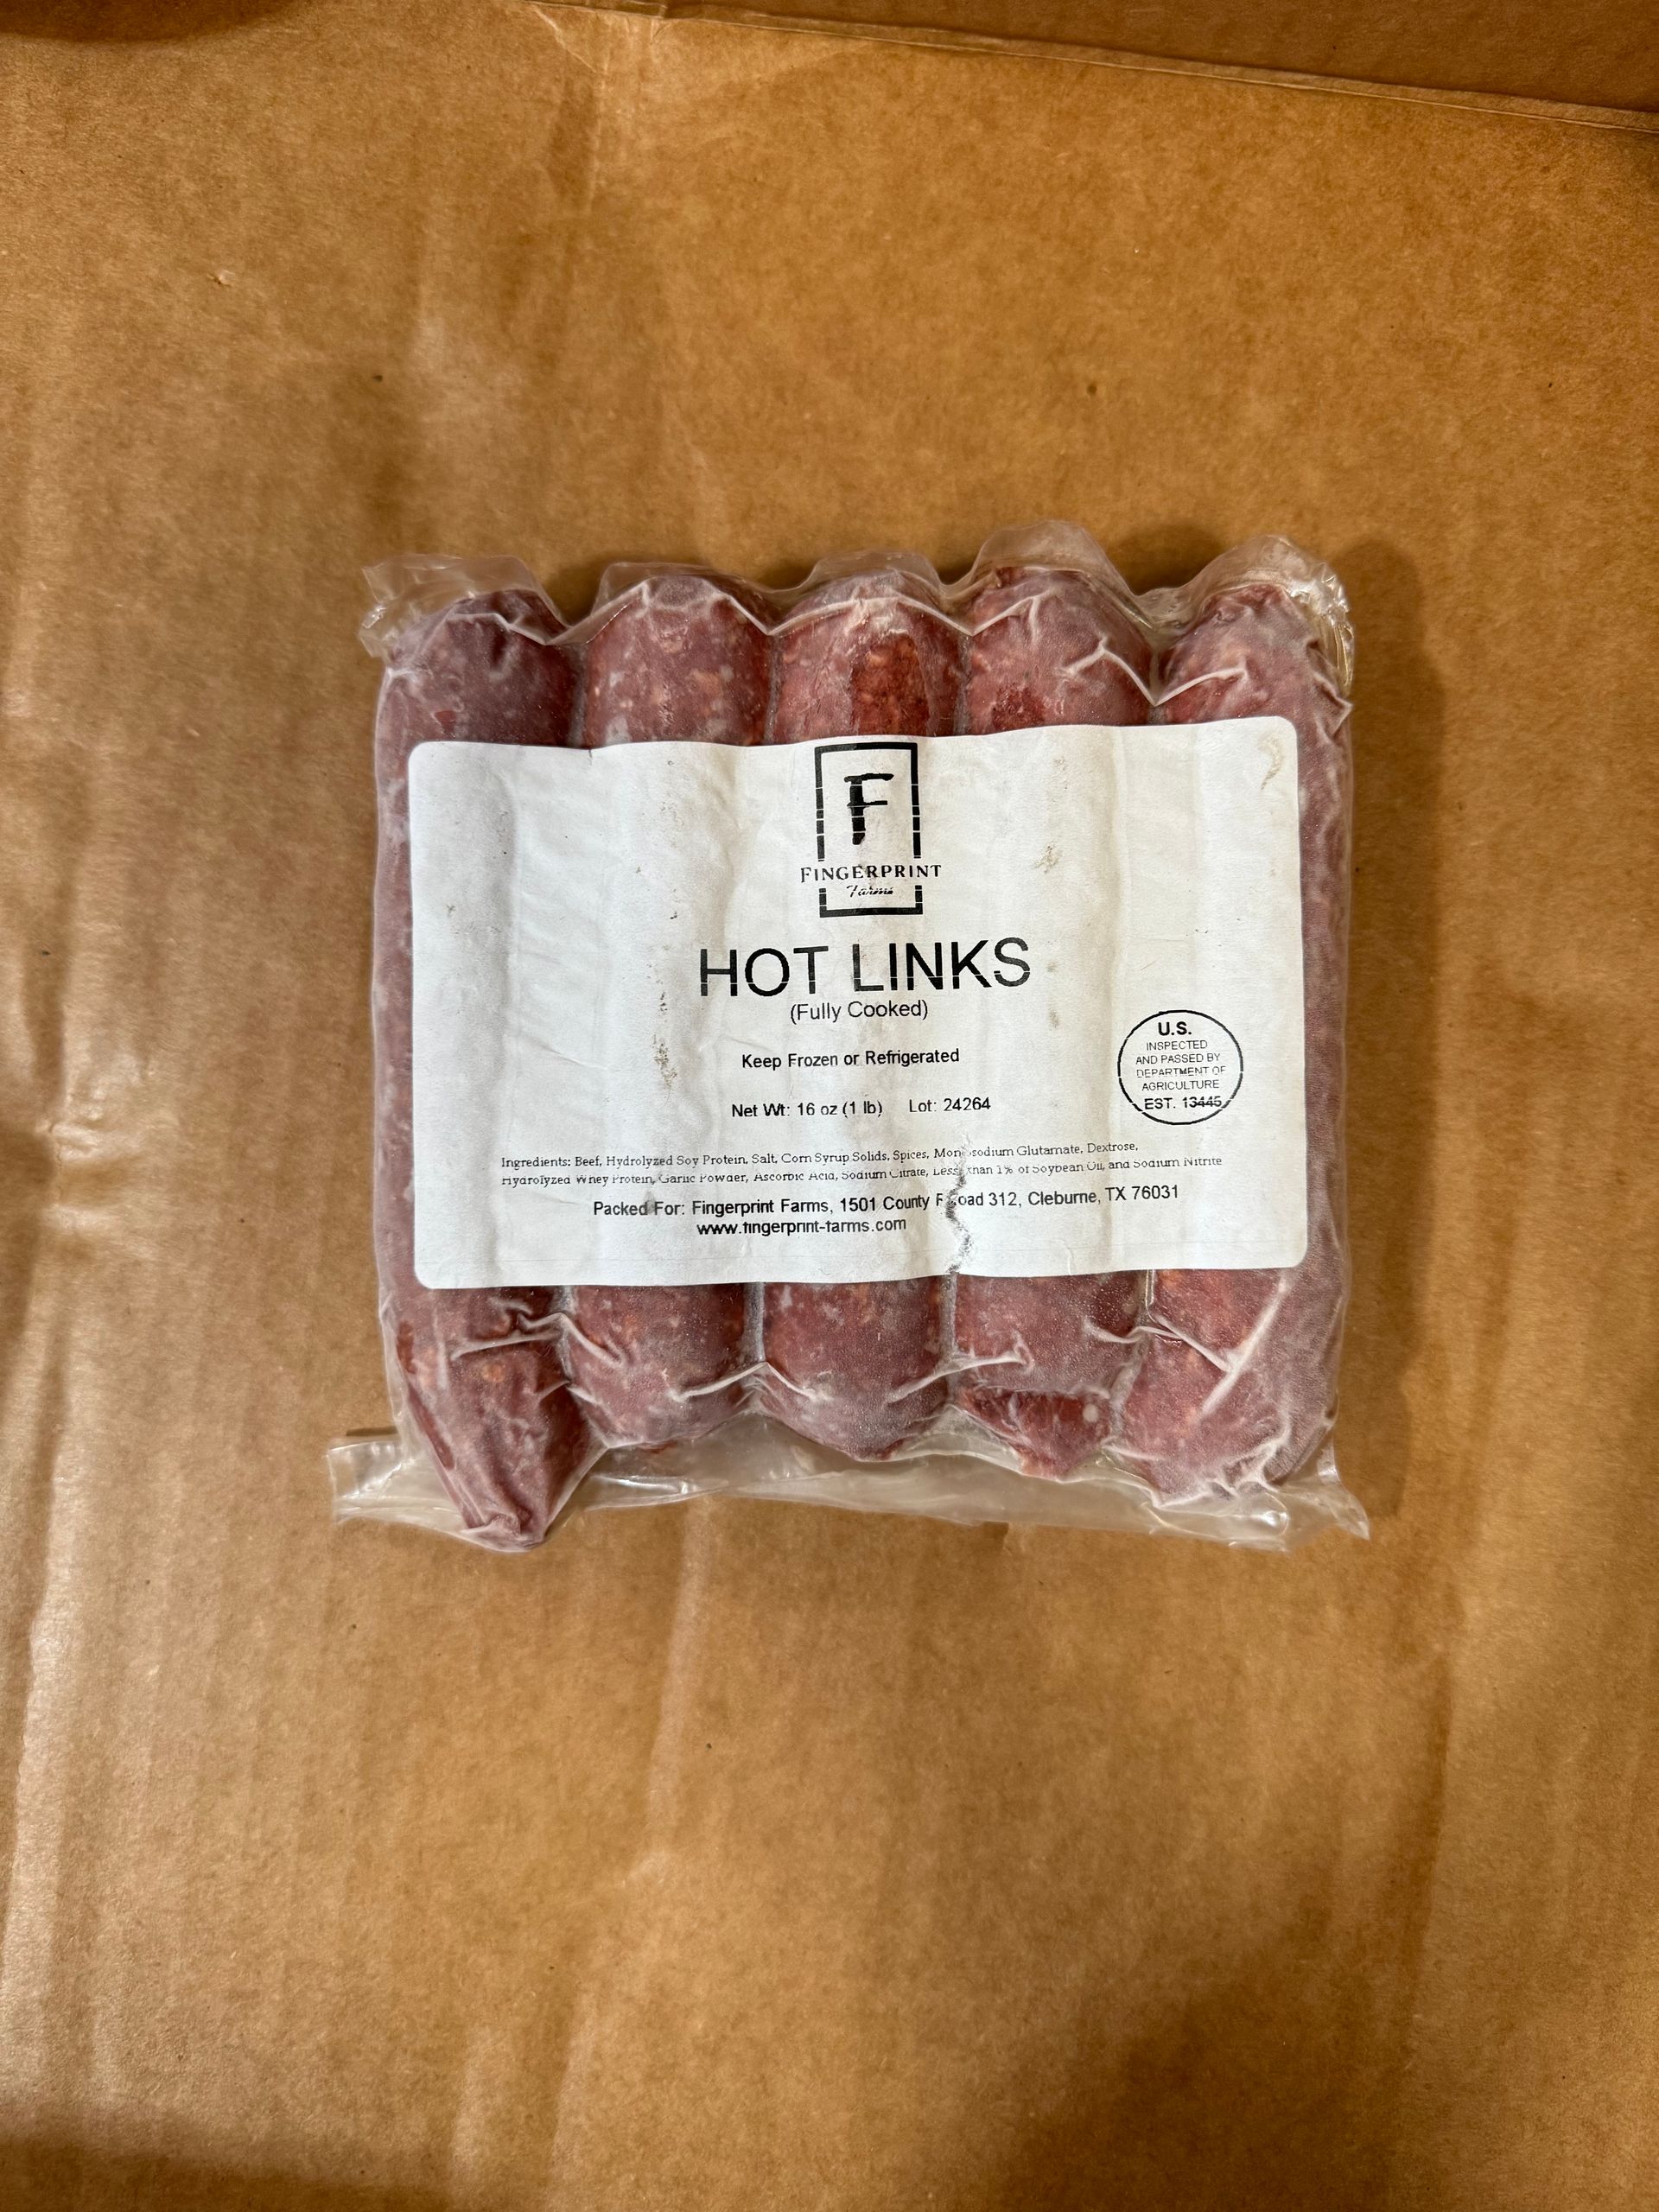 F
FINGERPRINT
Farms
HOT LINKS
(Fully Cooked)
Keep Frozen or Refrigerated
Net Wt: 16 oz (1 lb) Lot: 24264
U.S.
INSPECTED
AND PASSED BY
DEPARTMENT OF
AGRICULTURE
EST. 13445
Ingredients: Beef, Hydrolyzed Soy Protein, Salt, Corn Syrup Solids, Spices, Monosodium Glutamate, Dextrose,
Hydrolyzed Whey Protein, Garlic Powder, Ascorbic Acid, Sodium Citrate, Less than 1% of Soybean Oil, and Sodium Nitrite
Packed For: Fingerprint Farms, 1501 County Road 312, Cleburne, TX 76031
www.fingerprint-farms.com